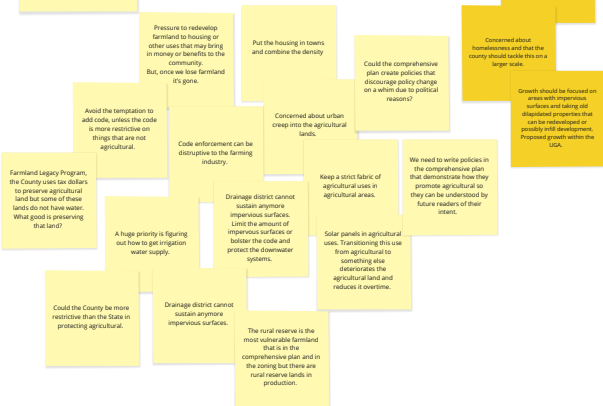 Pressure to redevelop
farmland to housing or
other uses that may bring
in money or benefits to the
community.
But, once we lose farmland
it's gone.
Put the housing in towns
and combine the density
Could the comprehensive
plan create policies that
discourage policy change
on a whim due to political
reasons?
Concerned about
homelessness and that the
county should tackle this on a
larger scale.
Growth should be focused on
areas with impervious
surfaces and taking old
dilapidated properties that
can be redeveloped or
possibly infill development.
Proposed growth within the
UGA.
Avoid the temptation to
add code, unless the code
is more restrictive on
things that are not
agricultural.
Code enforcement can be
disruptive to the farming
industry.
Concerned about urban
creep into the agricultural
lands.
Farmland Legacy Program,
the County uses tax dollars
to preserve agricultural
land but some of these
lands do not have water.
What good is preserving
that land?
Keep a strict fabric of
agricultural uses in
agricultural areas.
We need to write policies in
the comprehensive plan
that demonstrate how they
promote agricultural so
they can be understood by
future readers of their
intent.
Drainage district cannot
sustain anymore
impervious surfaces.
Limit the amount of
impervious surfaces or
bolster the code and
protect the downwater
systems.
A huge priority is figuring
out how to get irrigation
water supply.
Solar panels in agricultural
uses. Transitioning this use
from agricultural to
something else
deteriorates the
agricultural land and
reduces it overtime.
Could the County be more
restrictive than the State in
protecting agricultural.
Drainage district cannot
sustain anymore
impervious surfaces.
The rural reserve is the
most vulnerable farmland
that is in the
comprehensive plan and in
the zoning but there are
rural reserve lands in
production.